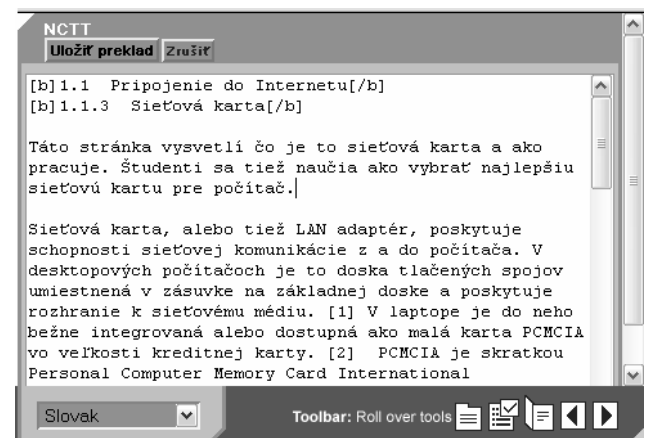 NCTT
Uložiť preklad Zrušiť
[b]1.1  Pripojenie do Internetu[/b]
[b]1.1.3  Sieťová karta[/b]
Táto stránka vysvetlí čo je to sieťová karta a ako
pracuje. Študenti sa tiež naučia ako vybrať najlepšiu
sieťovú kartu pre počítač.
Sieťová karta, alebo tiež LAN adaptér, poskytuje
schopnosti sieťovej komunikácie z a do počítača. V
desktopových počítačoch je to doska tlačených spojov
umiestnená v zásuvke na základnej doske a poskytuje
rozhranie k sieťovému médiu. [1] V laptope je do neho
bežne integrovaná alebo dostupná ako malá karta PCMCIA
vo veľkosti kreditnej karty. [2]  PCMCIA je skratkou
Personal Computer Memory Card International
Slovak
Toolbar: Roll over tools